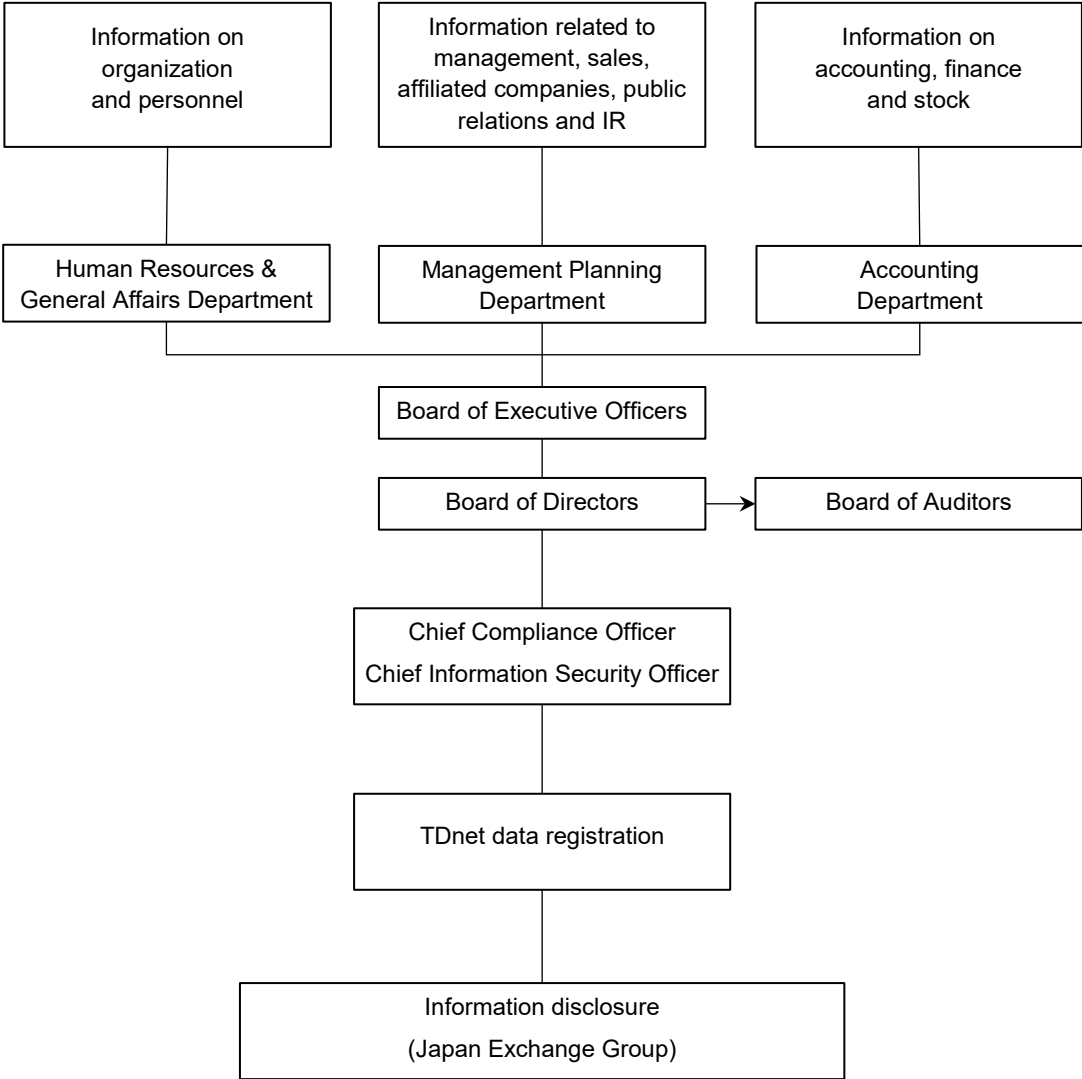 Information on
organization
and personnel
Information related to
management, sales,
affiliated companies, public
relations and IR
Information on
accounting, finance
and stock
Human Resources &
General Affairs Department
Management Planning
Department
Accounting
Department
Board of Executive Officers
Board of Directors
Board of Auditors
Chief Compliance Officer
Chief Information Security Officer
TDnet data registration
Information disclosure
(Japan Exchange Group)